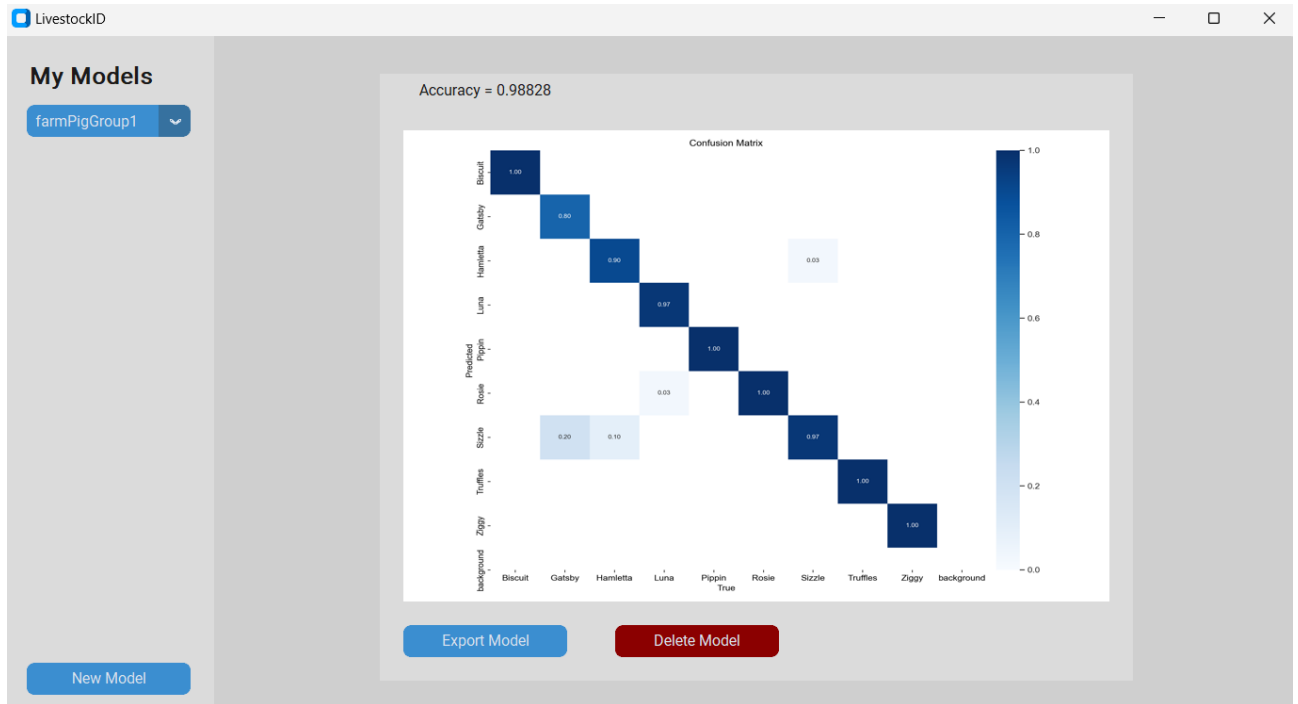 LivestockID
My Models
farmPigGroup1
New Model
Accuracy = 0.98828
Confusion Matrix
Predicted
Biscuit
1.00
Gatsby
0.80
Hamletta
0.90 0.03
Luna
0.97
Pippin
1.00
Rosie
0.03 1.00
Sizzle
0.20 0.10 0.97
Truffles
1.00
Ziggy
1.00
background
Biscuit Gatsby Hamletta Luna Pippin Rosie Sizzle Truffles Ziggy background
True
1.0
0.8
0.6
0.4
0.2
0.0
Export Model
Delete Model